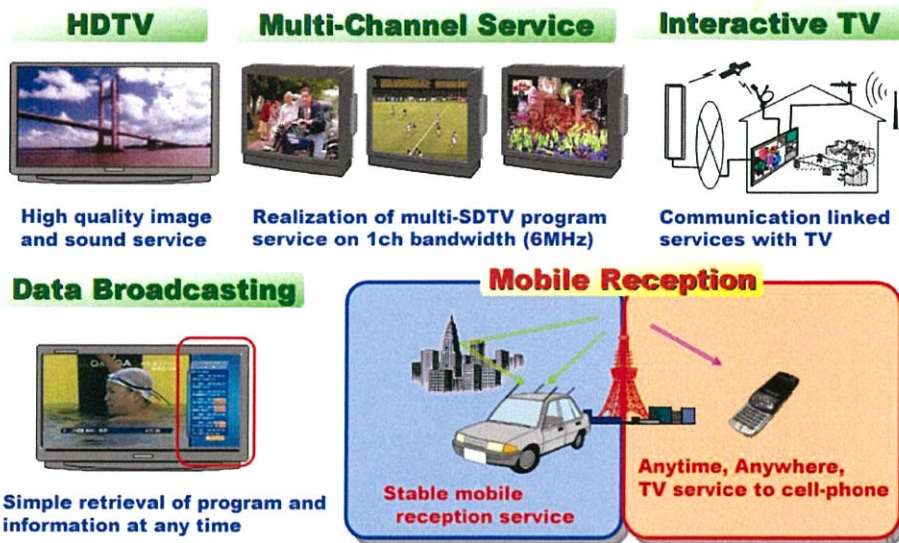 HDTV
Multi-Channel Service
Interactive TV
High quality image
and sound service
Realization of multi-SDTV program
service on 1ch bandwidth (6MHz)
Communication linked
services with TV
Data Broadcasting
Mobile Reception
Simple retrieval of program and
information at any time
Stable mobile
reception service
Anytime, Anywhere,
TV service to cell-phone